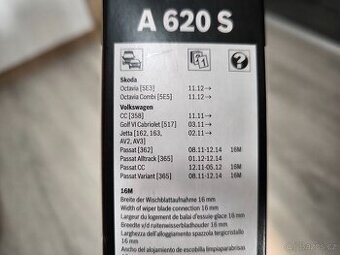 A 620 S
Skoda
Octavia [5E3] 11.12→
Octavia Combi [5E5] 11.12→
Volkswagen
CC [358] 11.11→
Golf VI Cabriolet [517] 03.11→
Jetta [162, 163, 02.11→
AV2, AV3]
Passat [362] 08.11-12.14 16M
Passat Alltrack [365] 01.12-12.14
Passat CC 12.11-05.12 16M
Passat Variant [365] 08.11-12.14 16M
16M
Breite der Wischblattaufnahme 16 mm
Width of wiper blade connection 16 mm
Largeur du logement de balai d'essuie-glace 16 mm
Breedte v/d ruitenwisserbladhouder 16 mm
Larghezza dell'alloggiamento spazzola tergicristallo
16 mm
Ancho del alojamiento de escobilla limpiaparabrisas